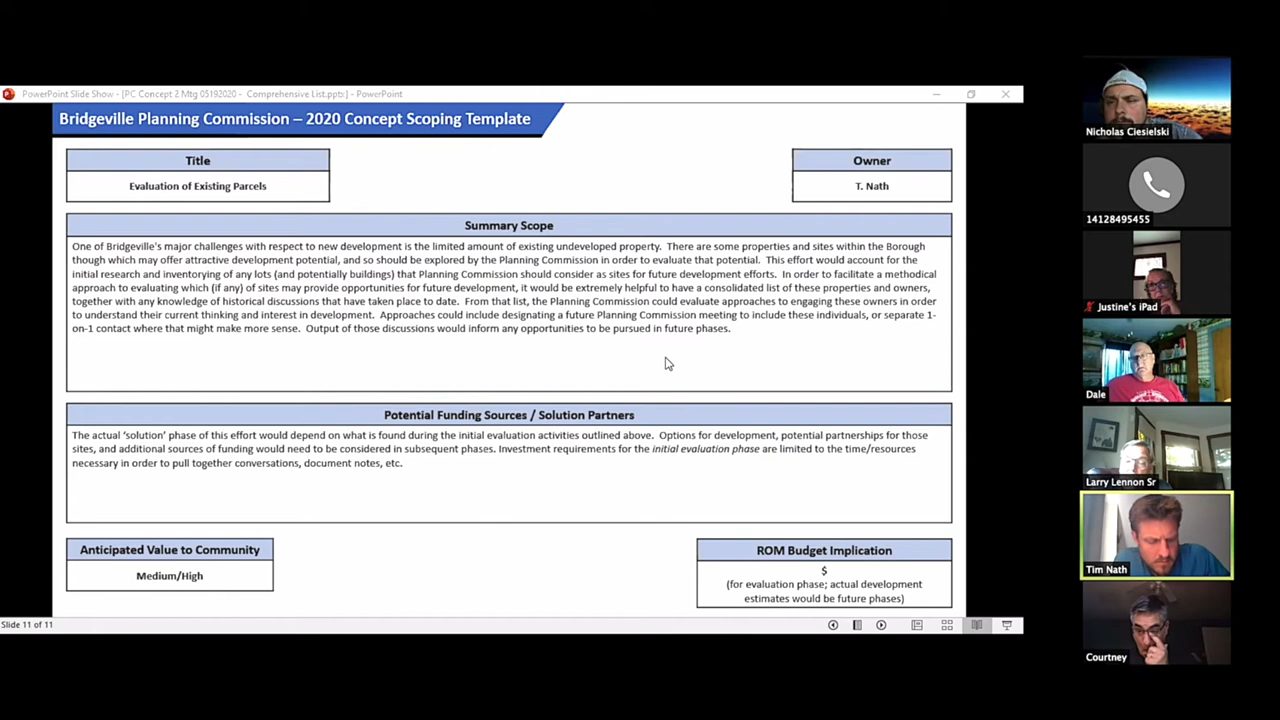 PowerPoint Slide Show - [PC Concept 2 Mtg 05192020 - Comprehensive List.pptx] - PowerPoint
Bridgeville Planning Commission – 2020 Concept Scoping Template
Title
Evaluation of Existing Parcels
Owner
T. Nath
Summary Scope
One of Bridgeville's major challenges with respect to new development is the limited amount of existing undeveloped property. There are some properties and sites within the Borough
though which may offer attractive development potential, and so should be explored by the Planning Commission in order to evaluate that potential. This effort would account for the
initial research and inventorying of any lots (and potentially buildings) that Planning Commission should consider as sites for future development efforts. In order to facilitate a methodical
approach to evaluating which (if any) of sites may provide opportunities for future development, it would be extremely helpful to have a consolidated list of these properties and owners,
together with any knowledge of historical discussions that have taken place to date. From that list, the Planning Commission could evaluate approaches to engaging these owners in order
to understand their current thinking and interest in development. Approaches could include designating a future Planning Commission meeting to include these individuals, or separate 1-
on-1 contact where that might make more sense. Output of those discussions would inform any opportunities to be pursued in future phases.
Potential Funding Sources / Solution Partners
The actual ‘solution’ phase of this effort would depend on what is found during the initial evaluation activities outlined above. Options for development, potential partnerships for those
sites, and additional sources of funding would need to be considered in subsequent phases. Investment requirements for the initial evaluation phase are limited to the time/resources
necessary in order to pull together conversations, document notes, etc.
Anticipated Value to Community
Medium/High
ROM Budget Implication
$
(for evaluation phase; actual development
estimates would be future phases)
Slide 11 of 11
Nicholas Ciesielski
14128495455
Justine's iPad
Dale
Larry Lennon Sr
Tim Nath
Courtney